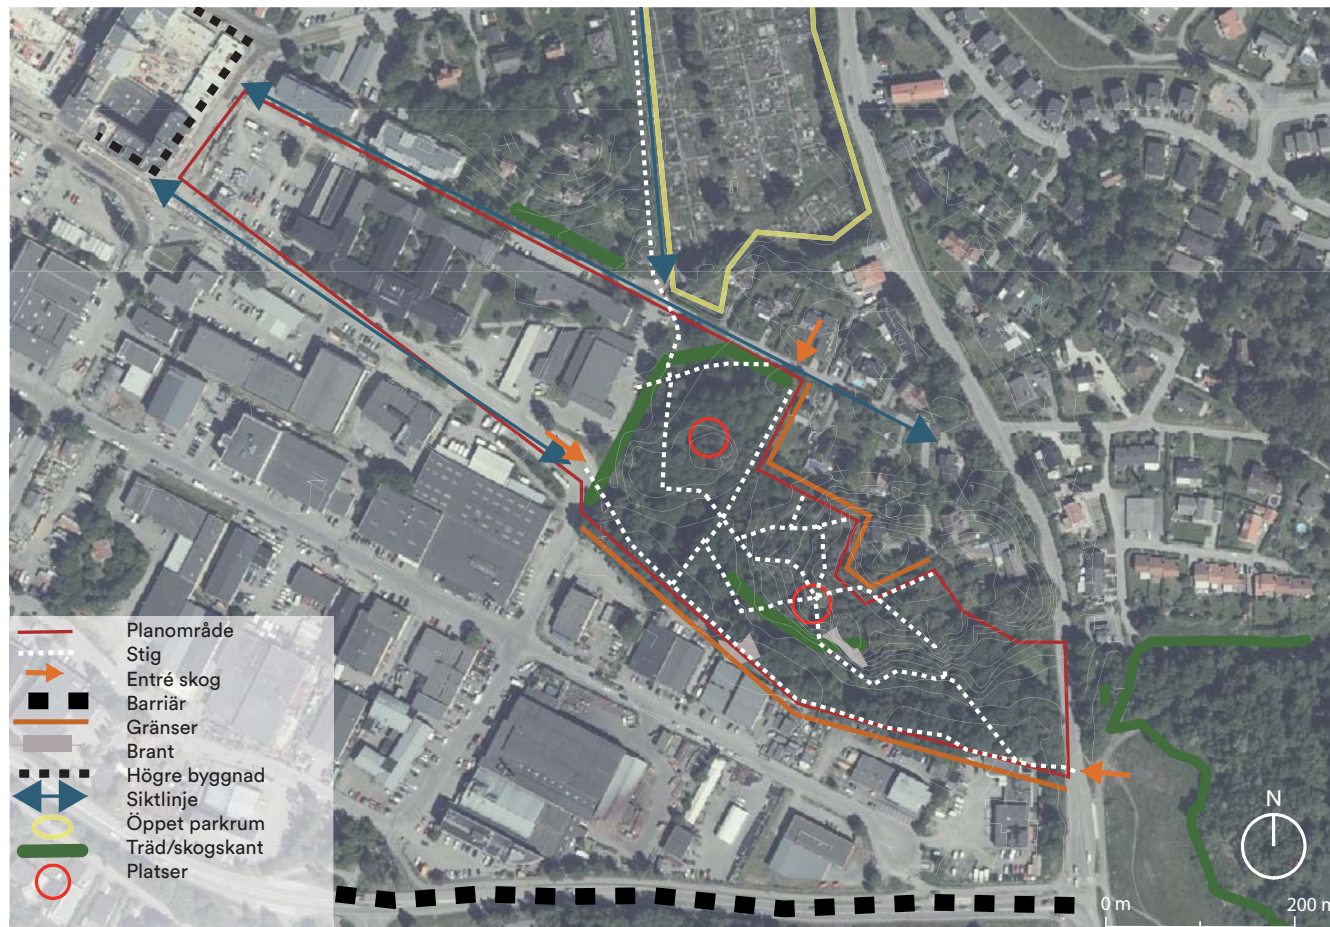 Planområde
Stig
Entré skog
Barriär
Gränser
Brant
Högre byggnad
Siktlinje
Öppet parkrum
Träd/skogskant
Platser
N
0 m
200 m